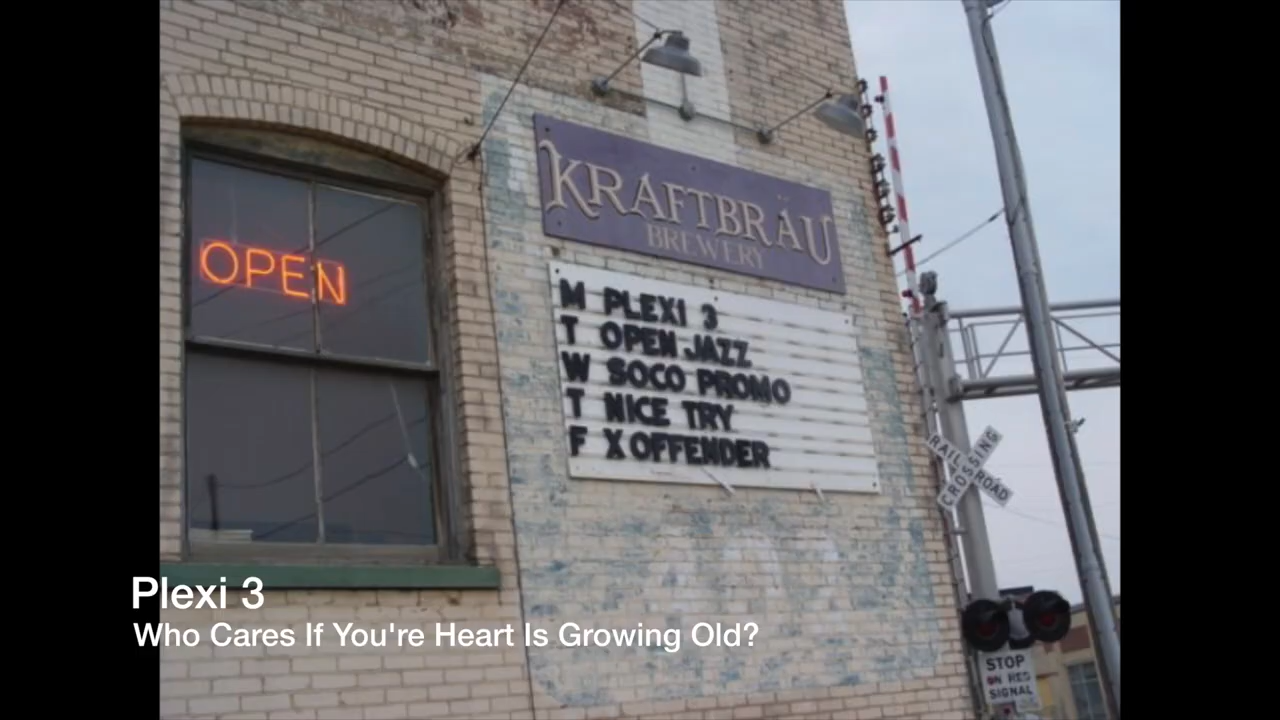 OPEN
KRAFTBRÄU
BREWERY
M PLEXI 3
T OPEN JAZZ
W SOCO PROMO
T NICE TRY
F X OFFENDER
RAIL ROAD
CROSSING
STOP
ON RED
SIGNAL
Plexi 3
Who Cares If You're Heart Is Growing Old?